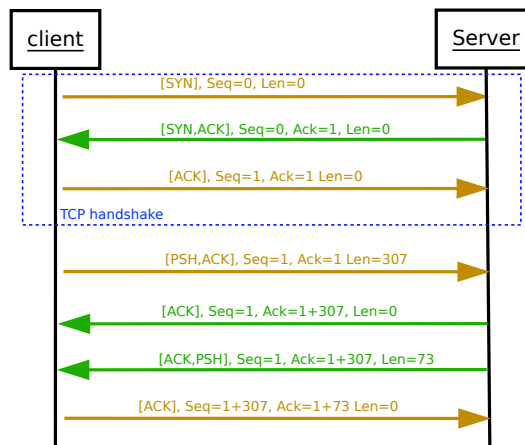 client
Server
[SYN], Seq=0, Len=0
[SYN,ACK], Seq=0, Ack=1, Len=0
[ACK], Seq=1, Ack=1 Len=0
TCP handshake
[PSH,ACK], Seq=1, Ack=1 Len=307
[ACK], Seq=1, Ack=1+307, Len=0
[ACK,PSH], Seq=1, Ack=1+307, Len=73
[ACK], Seq=1+307, Ack=1+73 Len=0